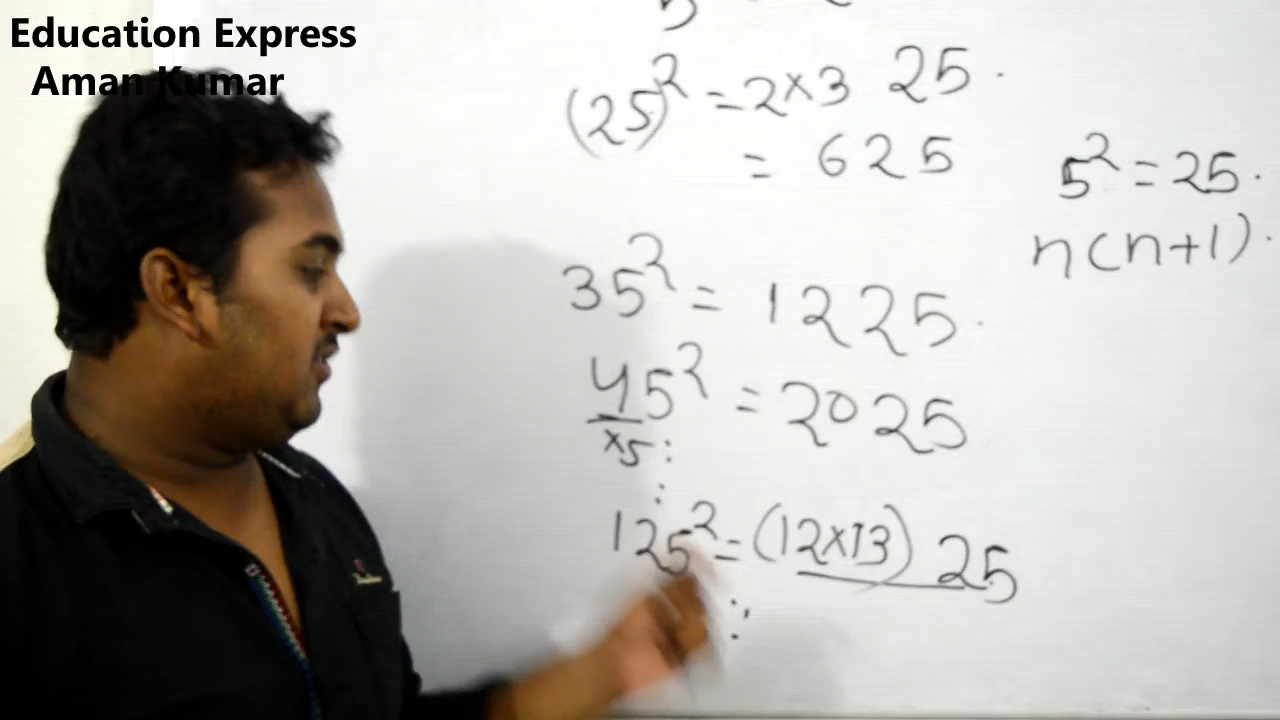 Education Express
Aman Kumar
5
(25)² = 2×3 25.
= 625
5² = 25.
n(n+1).
35² = 1225.
45² = 2025
×5 :
:
125² = (12×13) 25
: